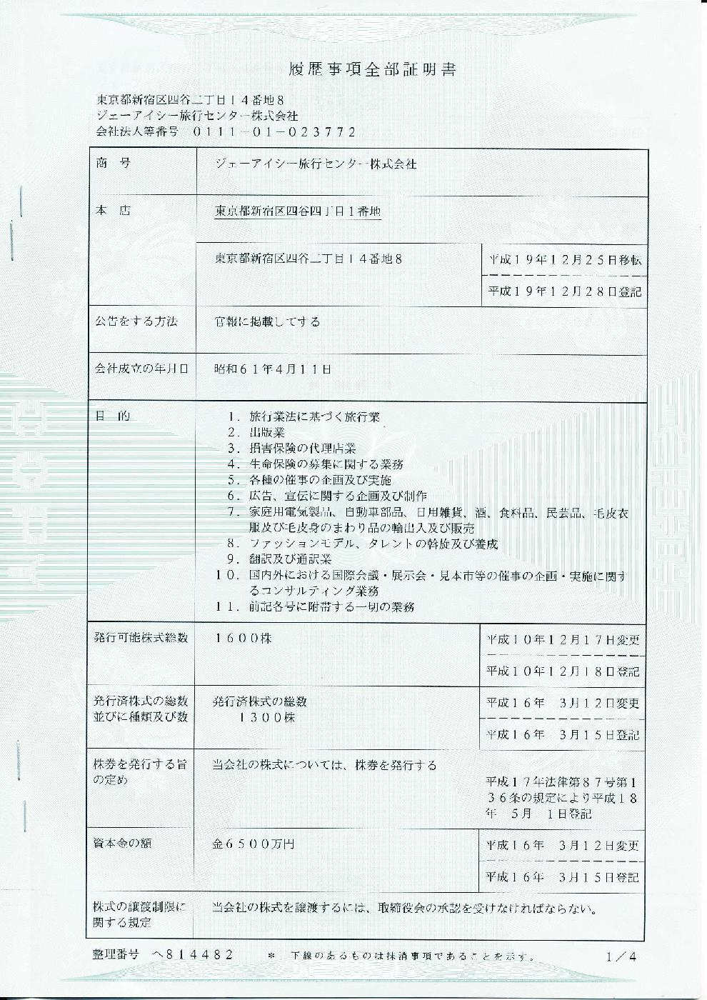 履歴事項全部証明書
東京都新宿区四谷二丁目１４番地８
ジェーアイシー旅行センター株式会社
会社法人等番号　０１１１－０１－０２３７７２
商　号　ジェーアイシー旅行センター株式会社
本　店　東京都新宿区四谷四丁目１番地
東京都新宿区四谷二丁目１４番地８　平成１９年１２月２５日移転
平成１９年１２月２８日登記
公告をする方法　官報に掲載してする
会社成立の年月日　昭和６１年４月１１日
目　的　１．旅行業法に基づく旅行業
２．出版業
３．損害保険の代理店業
４．生命保険の募集に関する業務
５．各種の催事の企画及び実施
６．広告、宣伝に関する企画及び制作
７．家庭用電気製品、自動車部品、日用雑貨、酒、食料品、民芸品、毛皮衣
服及び毛皮身のまわり品の輸出入及び販売
８．ファッションモデル、タレントの斡旋及び養成
９．翻訳及び通訳業
１０．国内外における国際会議・展示会・見本市等の催事の企画・実施に関す
るコンサルティング業務
１１．前記各号に附帯する一切の業務
発行可能株式総数　１６００株　平成１０年１２月１７日変更
平成１０年１２月１８日登記
発行済株式の総数　発行済株式の総数　平成１６年　３月１２日変更
並びに種類及び数　１３００株
平成１６年　３月１５日登記
株券を発行する旨　当会社の株式については、株券を発行する
の定め
平成１７年法律第８７号第１
３６条の規定により平成１８
年　５月　１日登記
資本金の額　金６５００万円　平成１６年　３月１２日変更
平成１６年　３月１５日登記
株式の譲渡制限に　当会社の株式を譲渡するには、取締役会の承認を受けなければならない。
関する規定
整理番号　ヘ８１４４８２　＊　下線のあるものは抹消事項であることを示す。　１／４